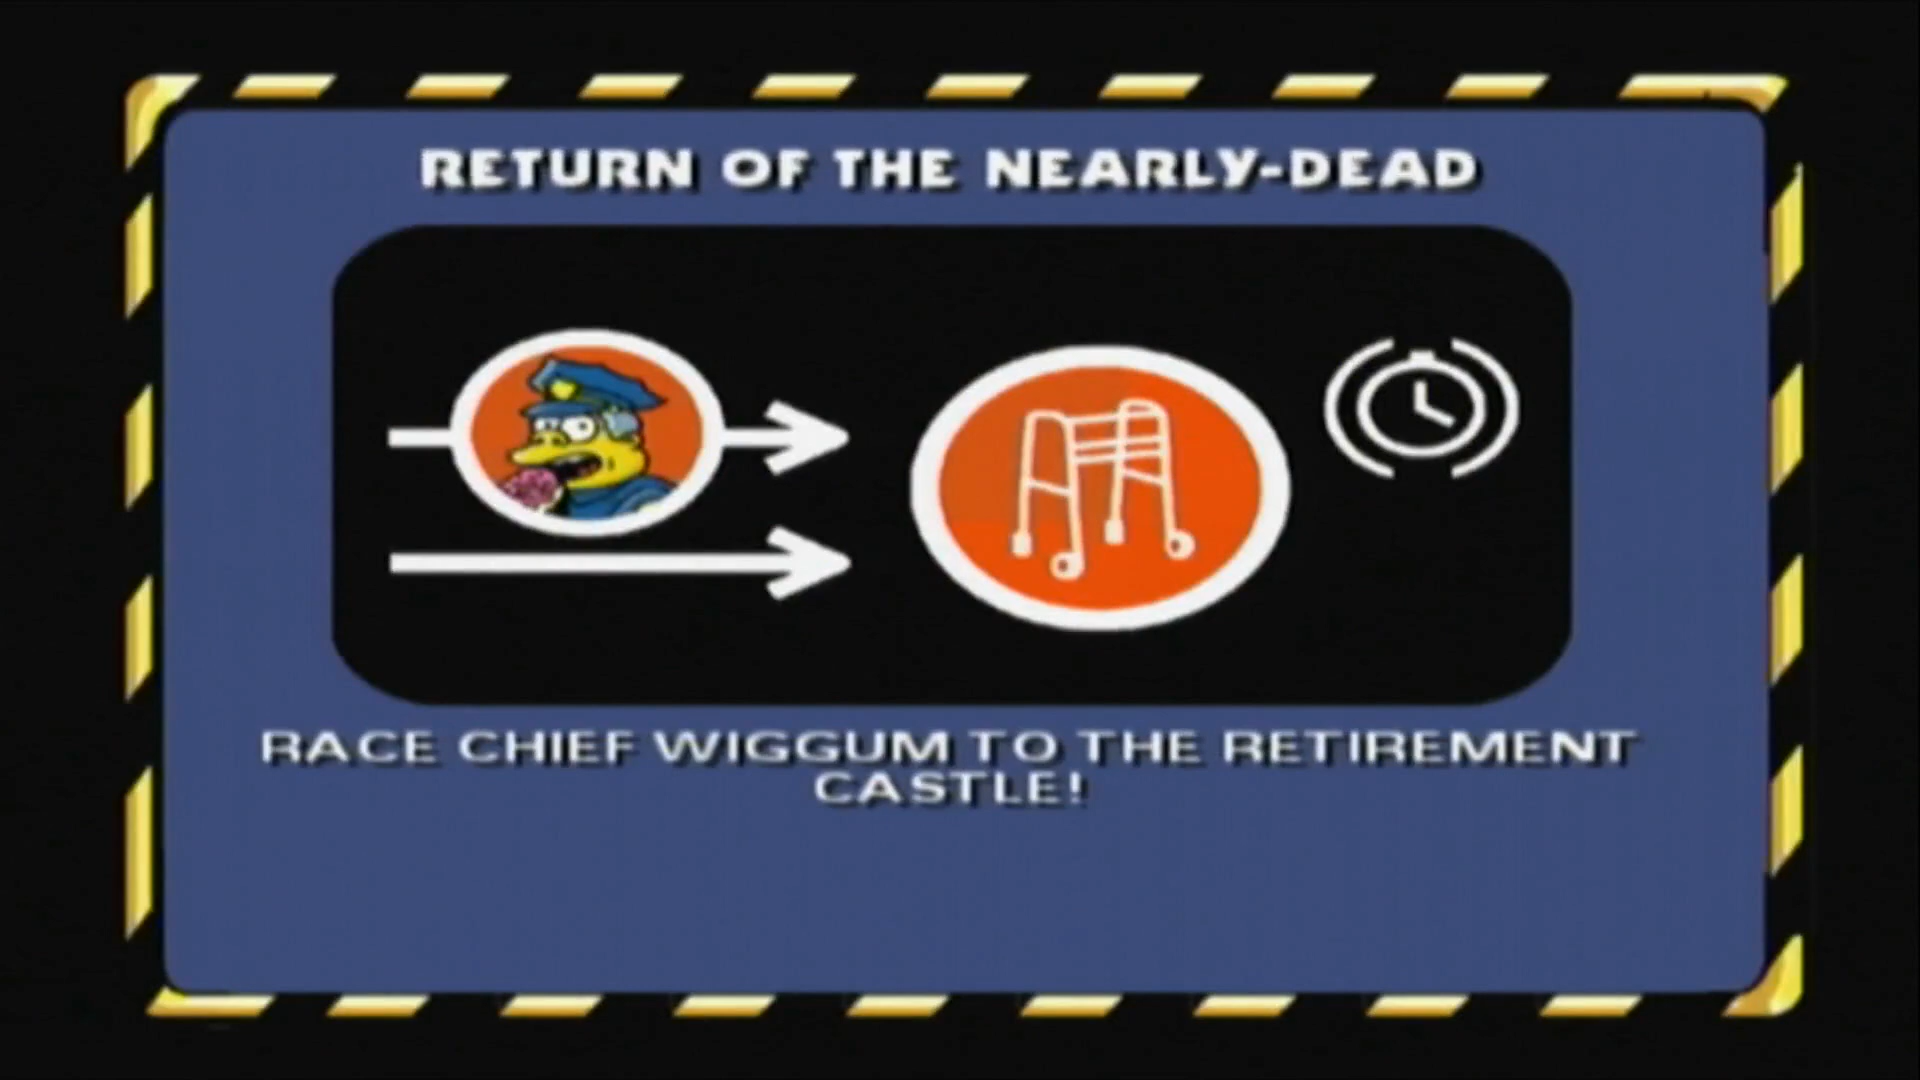 RETURN OF THE NEARLY-DEAD
RACE CHIEF WIGGUM TO THE RETIREMENT
CASTLE!